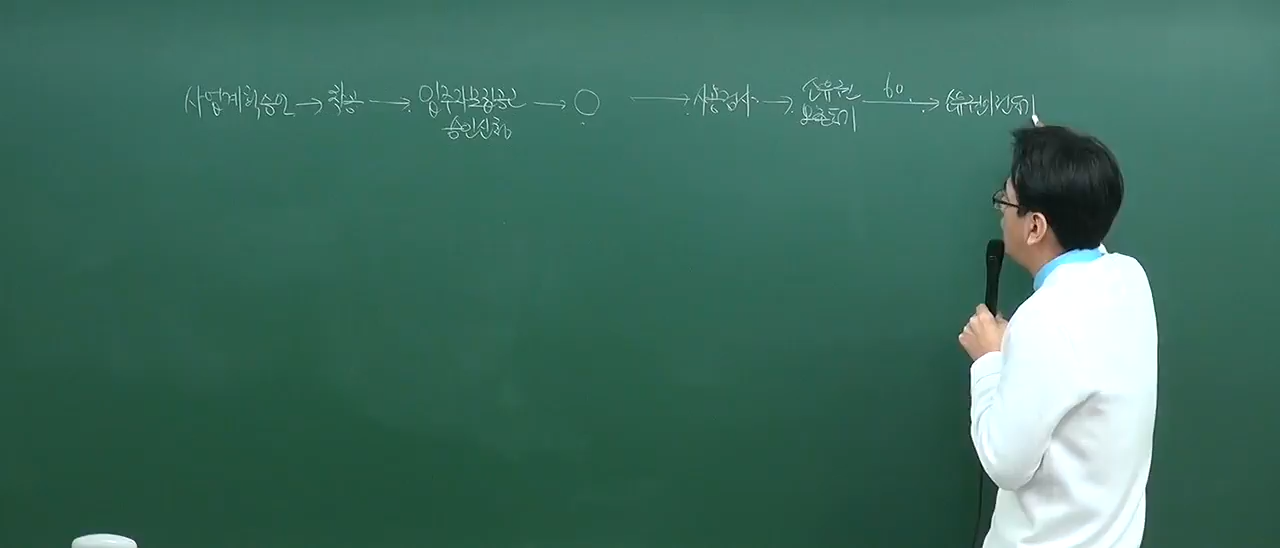 사업계획승인 → 착공 → 입주자모집공고 → ○ → 사용검사 → 소유권 60. → 소유권이전등기
승인신청 보존등기